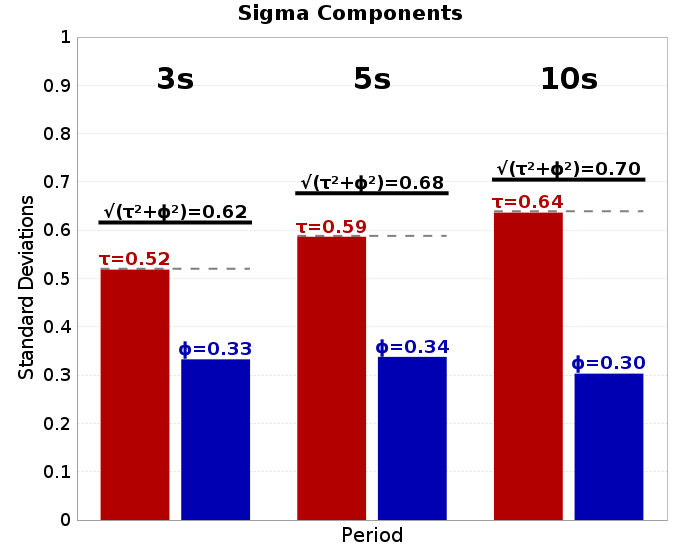 Sigma Components
1
0.9
0.8
0.7
0.6
0.5
0.4
0.3
0.2
0.1
0
Standard Deviations
3s
5s
10s
√(τ²+ϕ²)=0.62
√(τ²+ϕ²)=0.68
√(τ²+ϕ²)=0.70
τ=0.52
ϕ=0.33
τ=0.59
ϕ=0.34
τ=0.64
ϕ=0.30
Period